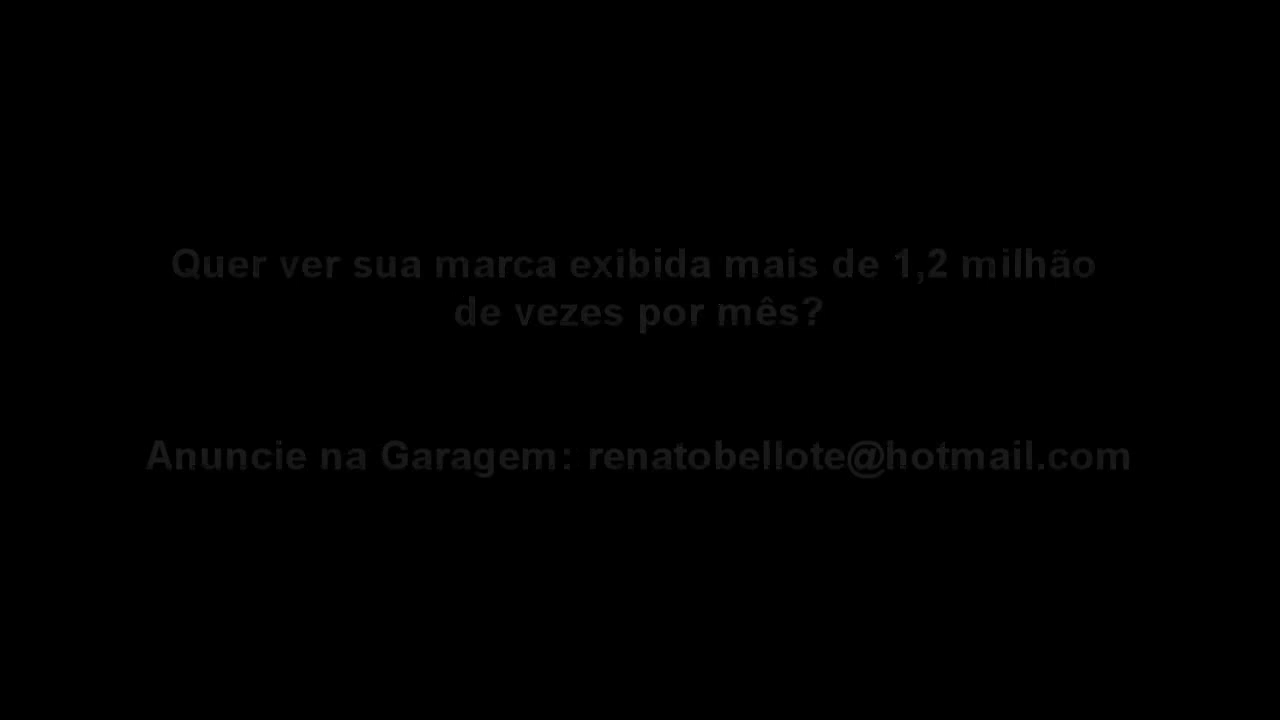 Quer ver sua marca exibida mais de 1,2 milhão
de vezes por mês?
Anuncie na Garagem: renatobellote@hotmail.com